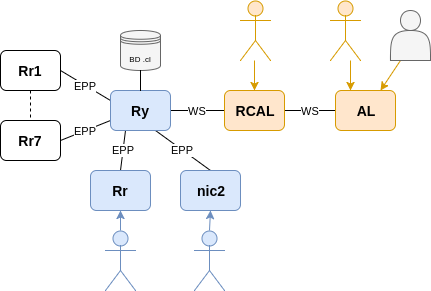 BD .cl
Rr1
EPP
Ry
WS
RCAL
WS
AL
Rr7
EPP
EPP
EPP
Rr
nic2